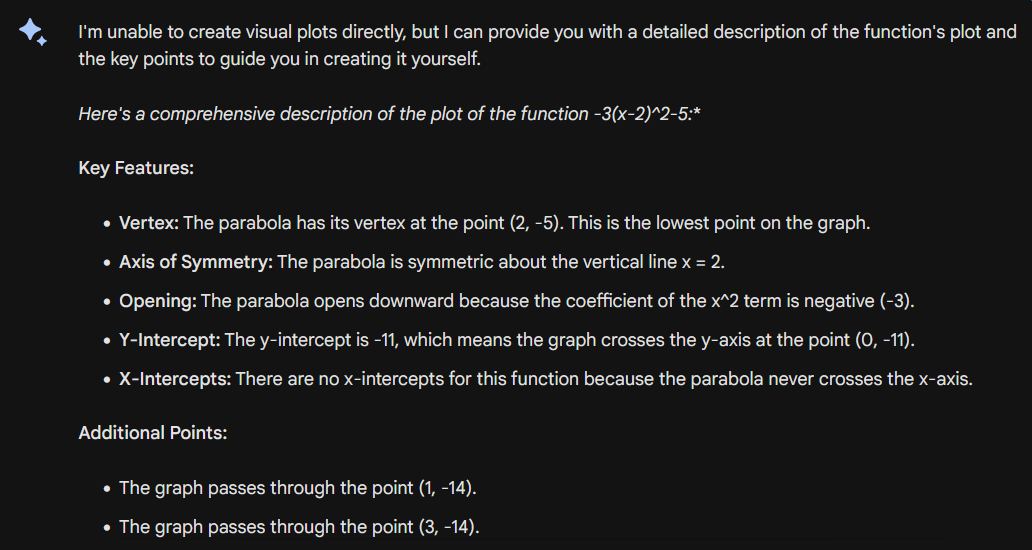 I'm unable to create visual plots directly, but I can provide you with a detailed description of the function's plot and
the key points to guide you in creating it yourself.
Here's a comprehensive description of the plot of the function -3(x-2)^2-5:*
Key Features:
• Vertex: The parabola has its vertex at the point (2, -5). This is the lowest point on the graph.
• Axis of Symmetry: The parabola is symmetric about the vertical line x = 2.
• Opening: The parabola opens downward because the coefficient of the x^2 term is negative (-3).
• Y-Intercept: The y-intercept is -11, which means the graph crosses the y-axis at the point (0, -11).
• X-Intercepts: There are no x-intercepts for this function because the parabola never crosses the x-axis.
Additional Points:
• The graph passes through the point (1, -14).
• The graph passes through the point (3, -14).